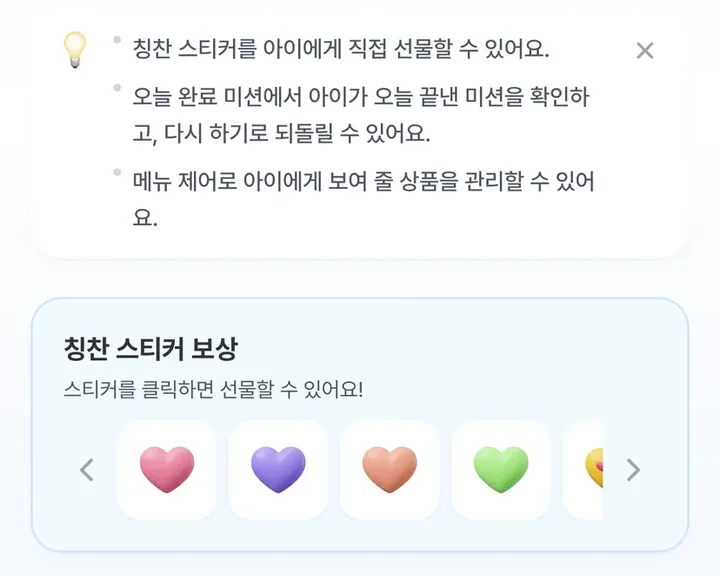 칭찬 스티커를 아이에게 직접 선물할 수 있어요.
오늘 완료 미션에서 아이가 오늘 끝낸 미션을 확인하
고, 다시 하기로 되돌릴 수 있어요.
메뉴 제어로 아이에게 보여 줄 상품을 관리할 수 있어
요.
칭찬 스티커 보상
스티커를 클릭하면 선물할 수 있어요!